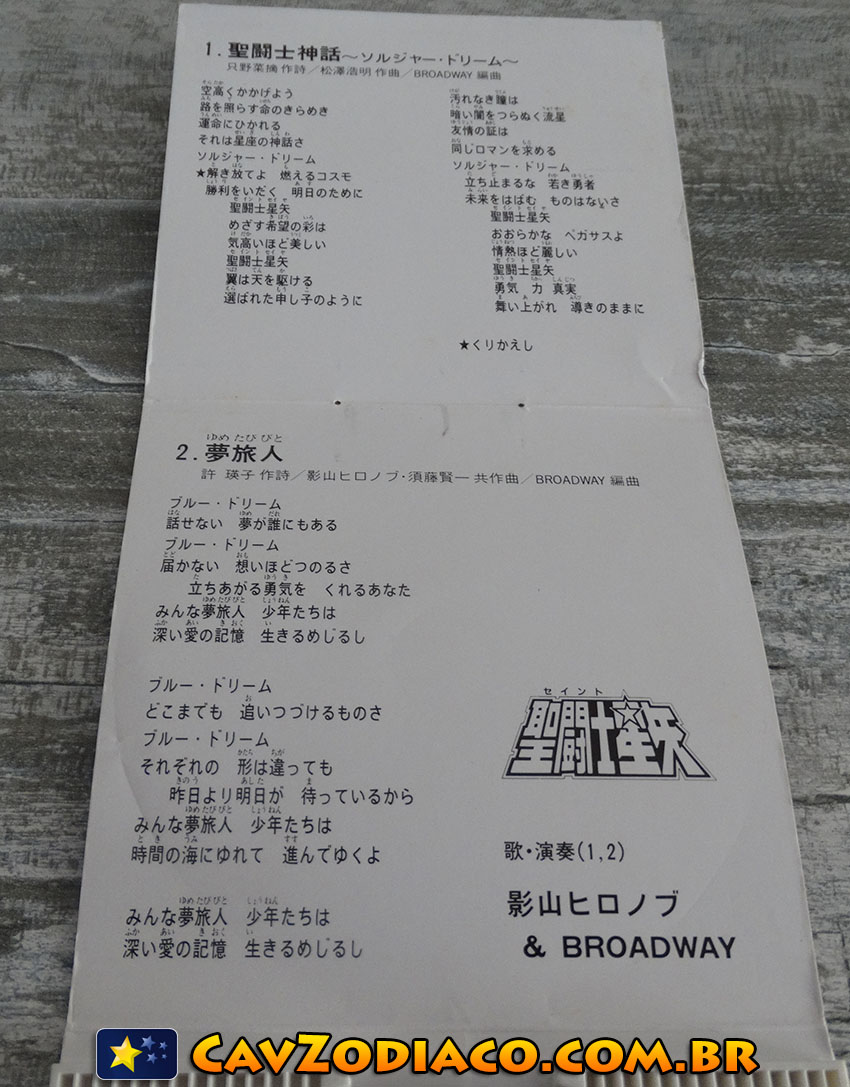 1.聖闘士神話～ソルジャー・ドリーム～
只野菜摘 作詩／松澤浩明 作曲／BROADWAY 編曲
空高くかかげよう
路を照らす命のきらめき
運命にひかれる
それは星座の神話さ
ソルジャー・ドリーム
★解き放てよ 燃えるコスモ
勝利をいだく 明日のために
聖闘士星矢
めざす希望の彩は
気高いほど美しい
聖闘士星矢
翼は天を駆ける
選ばれた申し子のように
汚れなき瞳は
暗い闇をつらぬく流星
友情の証は
同じロマンを求める
ソルジャー・ドリーム
立ち止まるな 若き勇者
未来をはばむ ものはないさ
聖闘士星矢
おおらかな ペガサスよ
情熱ほど麗しい
聖闘士星矢
勇気 力 真実
舞い上がれ 導きのままに
★くりかえし
ゆめ たび びと
2.夢旅人
許 瑛子 作詩／影山ヒロノブ・須藤賢一 共作曲／BROADWAY 編曲
ブルー・ドリーム
話せない 夢が誰にもある
ブルー・ドリーム
届かない 想いほどつのるさ
立ちあがる勇気を くれるあなた
みんな夢旅人 少年たちは
深い愛の記憶 生きるめじるし
ブルー・ドリーム
どこまでも 追いつづけるものさ
ブルー・ドリーム
それぞれの 形は違っても
昨日より明日が 待っているから
みんな夢旅人 少年たちは
時間の海にゆれて 進んでゆくよ
みんな夢旅人 少年たちは
深い愛の記憶 生きるめじるし
セイント
聖闘士星矢
歌・演奏(1,2)
影山ヒロノブ
& BROADWAY
CavZodiaco.com.br